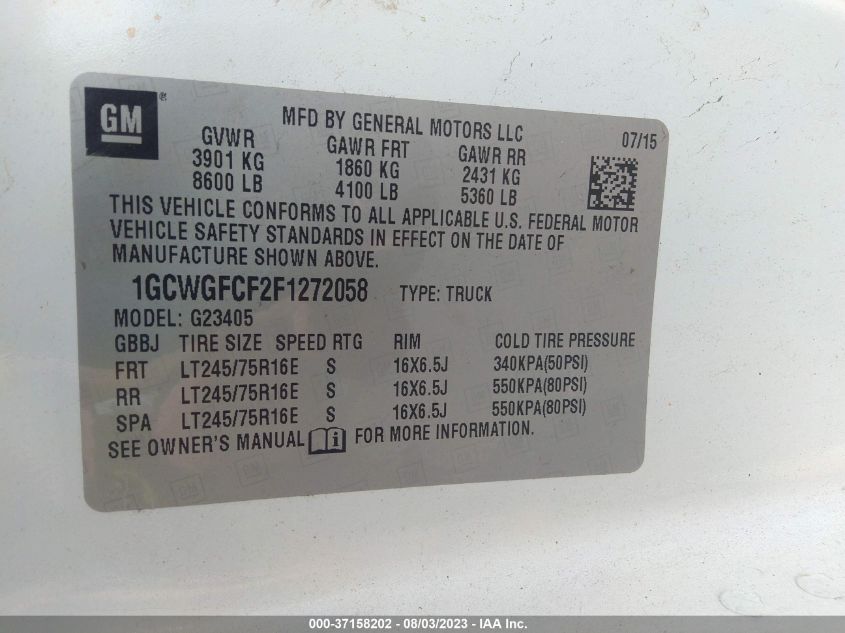 GM ®
MFD BY GENERAL MOTORS LLC 07/15
GVWR GAWR FRT GAWR RR
3901 KG 1860 KG 2431 KG
8600 LB 4100 LB 5360 LB
THIS VEHICLE CONFORMS TO ALL APPLICABLE U.S. FEDERAL MOTOR
VEHICLE SAFETY STANDARDS IN EFFECT ON THE DATE OF
MANUFACTURE SHOWN ABOVE.
1GCWGFCF2F1272058 TYPE: TRUCK
MODEL: G23405
GBBJ TIRE SIZE SPEED RTG RIM COLD TIRE PRESSURE
FRT LT245/75R16E S 16X6.5J 340KPA(50PSI)
RR LT245/75R16E S 16X6.5J 550KPA(80PSI)
SPA LT245/75R16E S 16X6.5J 550KPA(80PSI)
SEE OWNER'S MANUAL i FOR MORE INFORMATION.
000-37158202 - 08/03/2023 - IAA Inc.